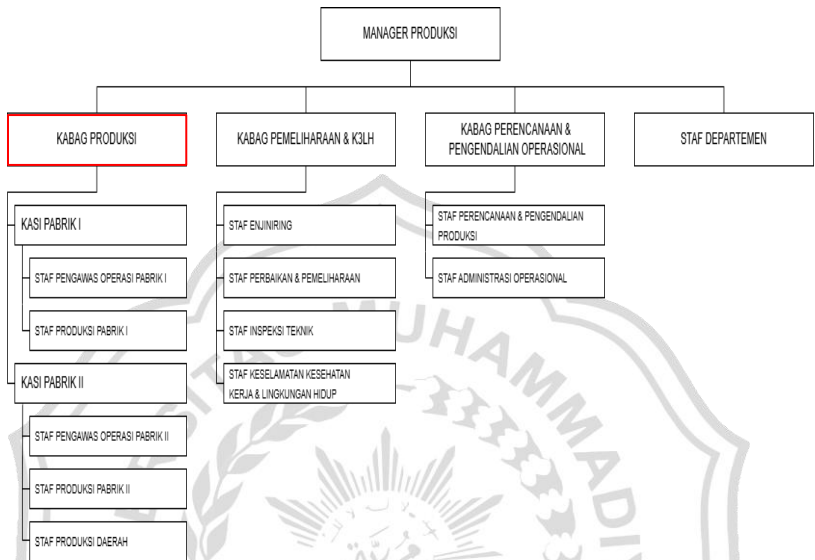 MANAGER PRODUKSI
KABAG PRODUKSI
KABAG PEMELIHARAAN & K3LH
KABAG PERENCANAAN &
PENGENDALIAN OPERASIONAL
STAF DEPARTEMEN
KASI PABRIK I
STAF PENGAWAS OPERASI PABRIK I
STAF PRODUKSI PABRIK I
KASI PABRIK II
STAF PENGAWAS OPERASI PABRIK II
STAF PRODUKSI PABRIK II
STAF PRODUKSI DAERAH
STAF ENJINIRING
STAF PERBAIKAN & PEMELIHARAAN
STAF INSPEKSI TEKNIK
STAF KESELAMATAN KESEHATAN
KERJA & LINGKUNGAN HIDUP
STAF PERENCANAAN & PENGENDALIAN
PRODUKSI
STAF ADMINISTRASI OPERASIONAL